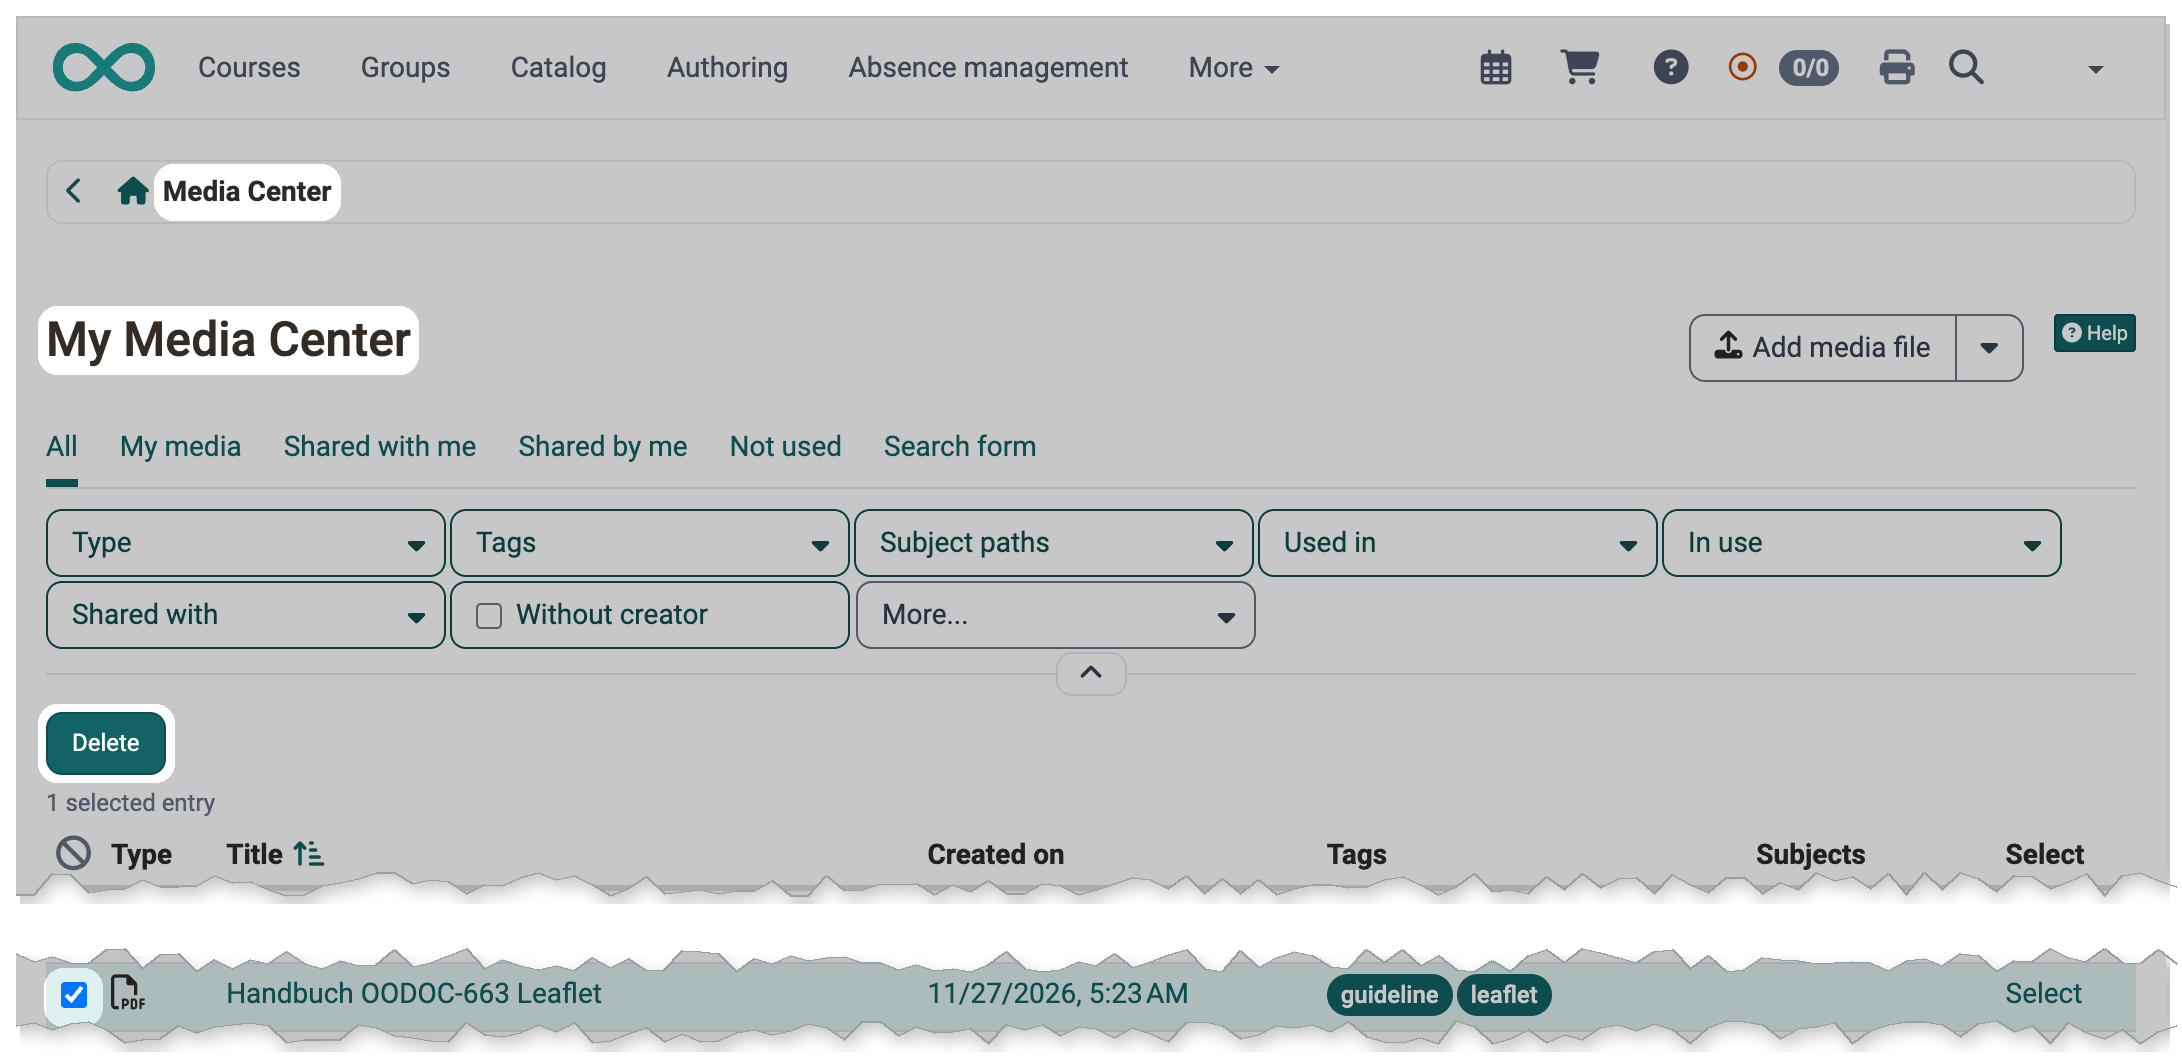 Courses Groups Catalog Authoring Absence management More 0/0
Media Center
My Media Center
Add media file
Help
All My media Shared with me Shared by me Not used Search form
Type Tags Subject paths Used in In use
Shared with Without creator More...
Delete
1 selected entry
Type Title Created on Tags Subjects Select
PDF Handbuch OODOC-663 Leaflet 11/27/2026, 5:23 AM guideline leaflet Select